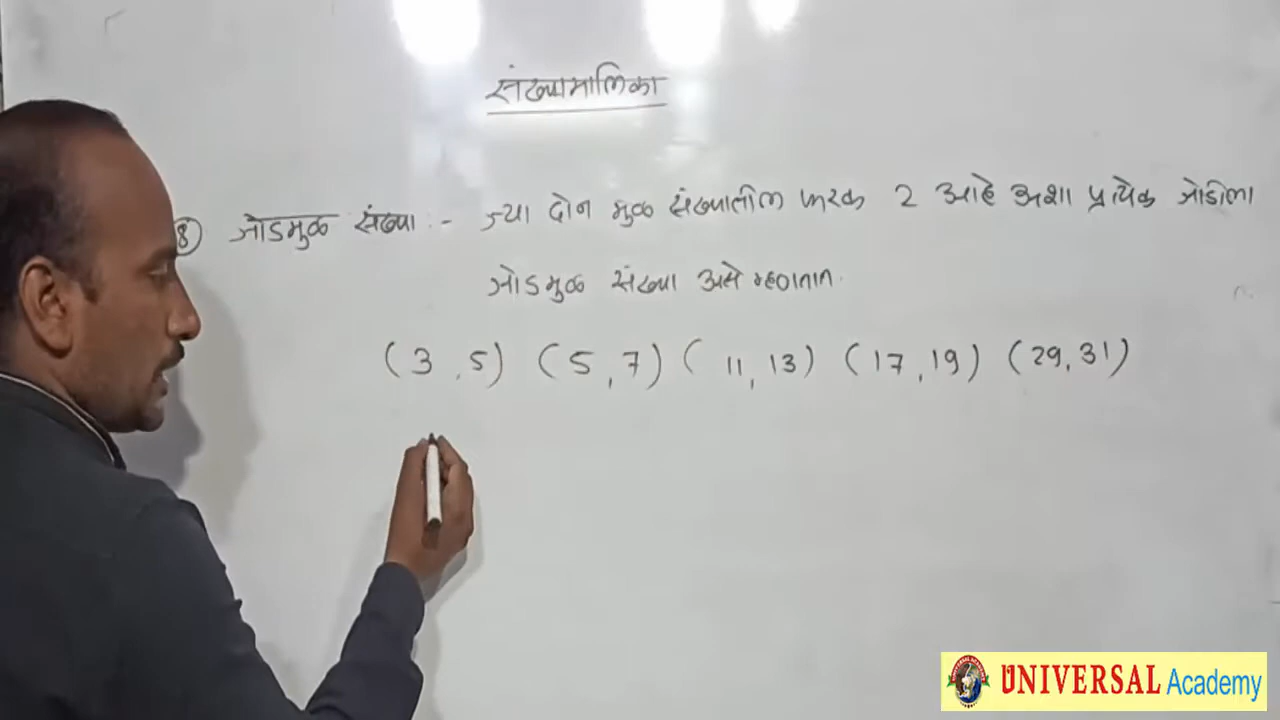 संख्यामालिका
8 जोडमुळ संख्या :- ज्या दोन मुळ संख्यातील फरक 2 आहे अशा प्रत्येक जोडीला
जोडमुळ संख्या असे म्हणतात.
(3,5) (5,7) (11,13) (17,19) (29,31)
UNIVERSAL Academy